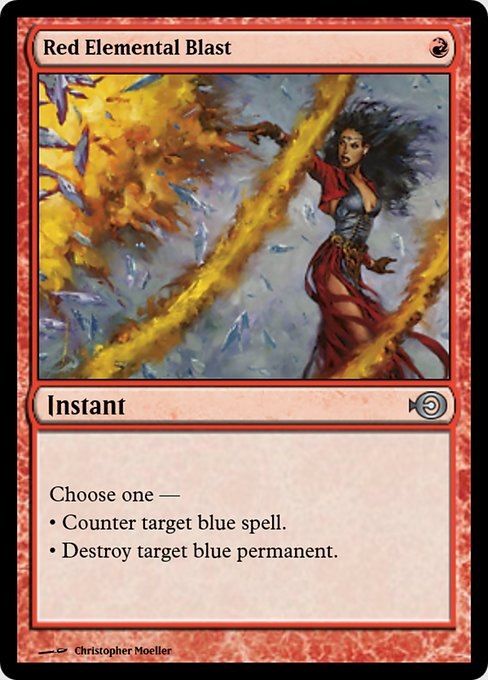 Red Elemental Blast
Instant
Choose one —
• Counter target blue spell.
• Destroy target blue permanent.
Christopher Moeller